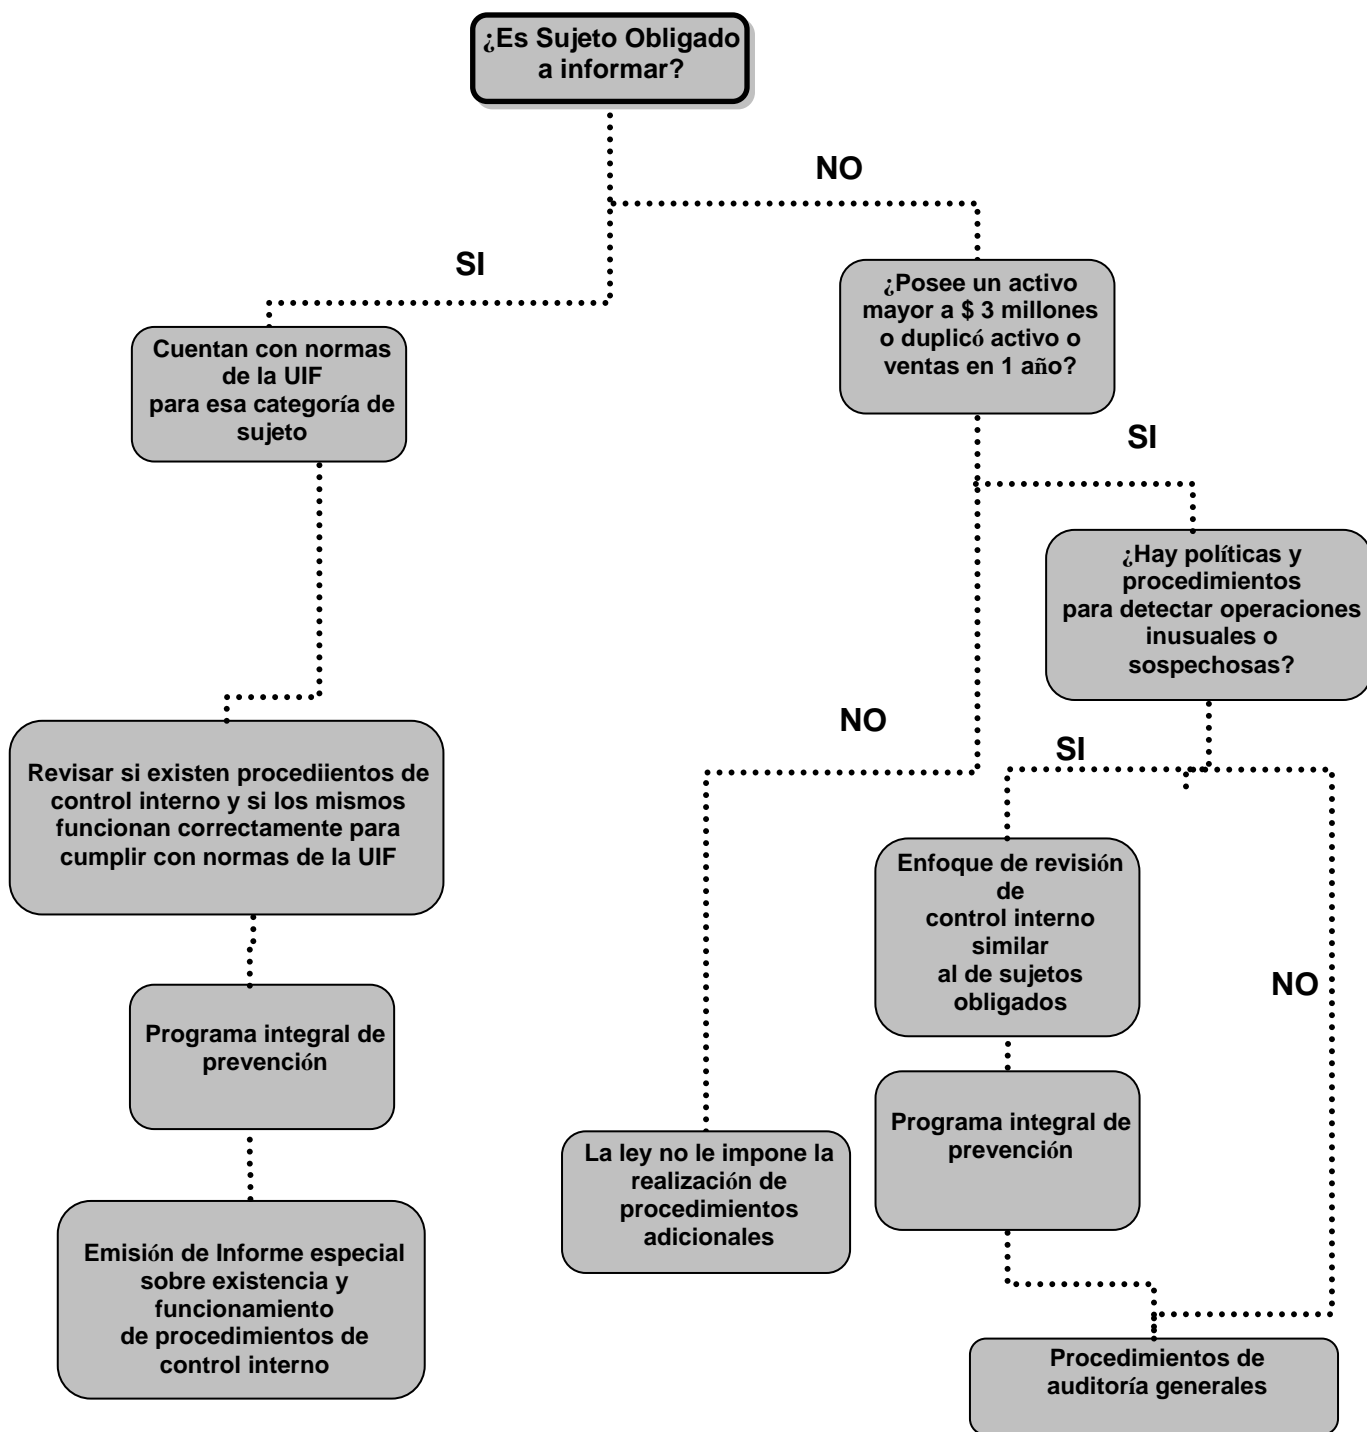 ¿Es Sujeto Obligado
a informar?
NO
SI
¿Posee un activo
mayor a $ 3 millones
o duplicó activo o
ventas en 1 año?
Cuentan con normas
de la UIF
para esa categoría de
sujeto
SI
¿Hay políticas y
procedimientos
para detectar operaciones
inusuales o
sospechosas?
NO
SI
Revisar si existen procediientos de
control interno y si los mismos
funcionan correctamente para
cumplir con normas de la UIF
Enfoque de revisión
de
control interno
similar
al de sujetos
obligados
NO
Programa integral de
prevención
Programa integral de
prevención
La ley no le impone la
realización de
procedimientos
adicionales
Emisión de Informe especial
sobre existencia y
funcionamiento
de procedimientos de
control interno
Procedimientos de
auditoría generales